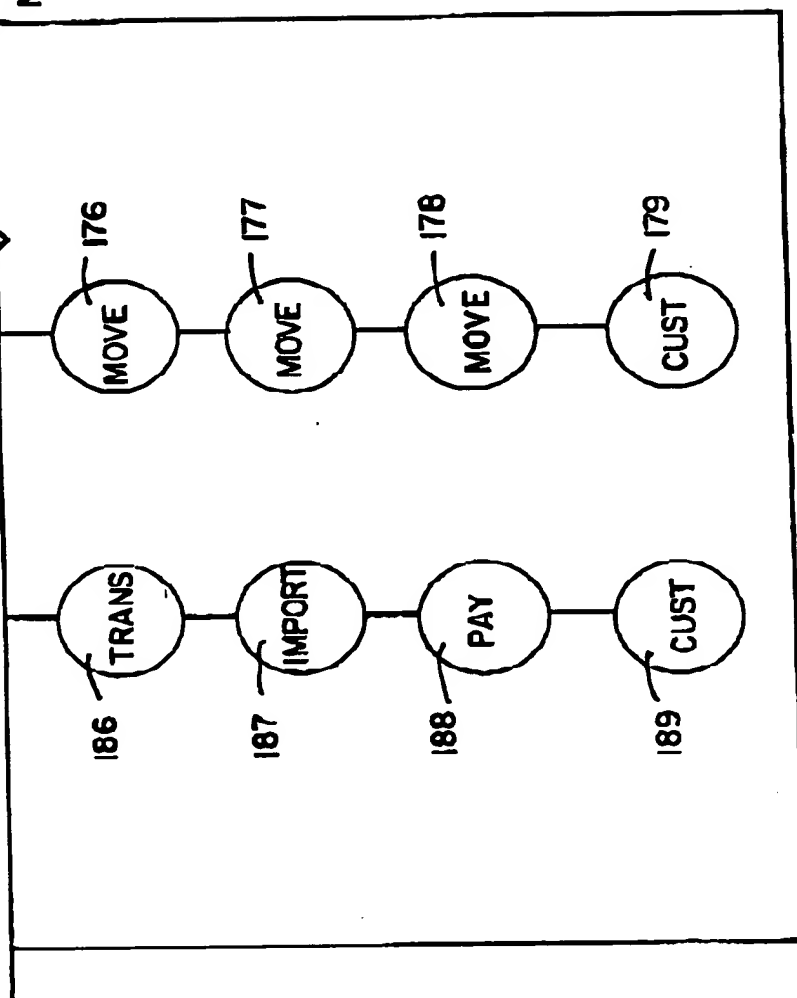 176
MOVE
177
MOVE
178
MOVE
179
CUST
186
TRANS
187
IMPORT
188
PAY
189
CUST